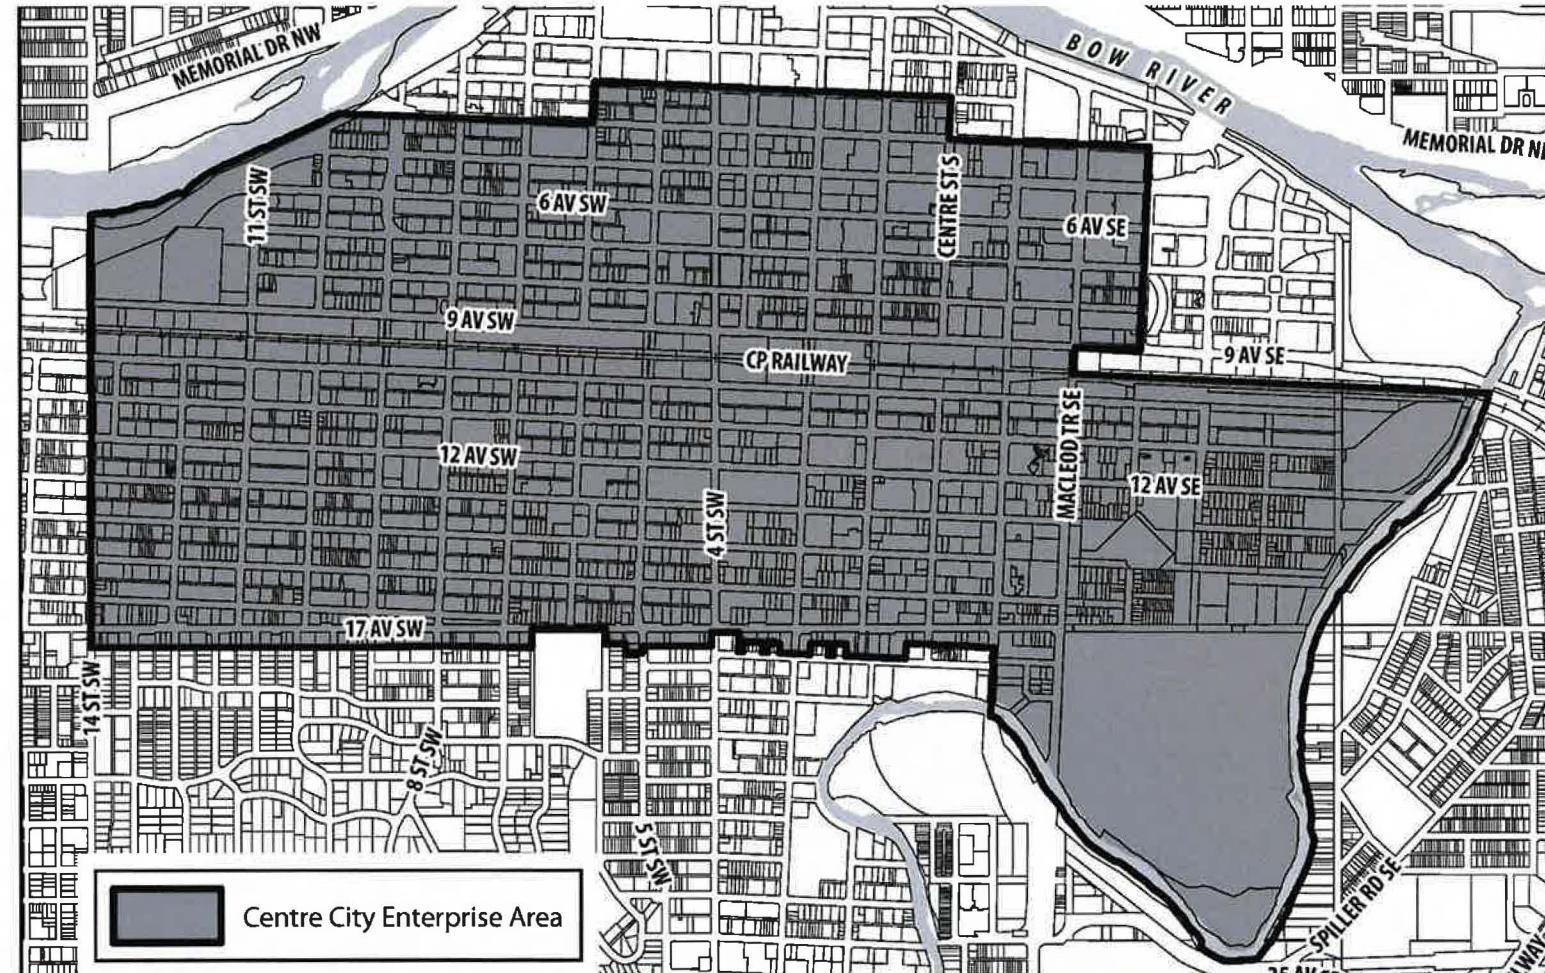 MEMORIAL DR NW
BOW RIVER
MEMORIAL DR
11 ST SW
6 AV SW
CENTRE ST S
6 AV SE
9 AV SW
CP RAILWAY
9 AV SE
MACLEOD TR SE
12 AV SW
12 AV SE
4 ST SW
17 AV SW
14 ST SW
8 ST SW
5 ST SW
SPILLER RD SE
Centre City Enterprise Area